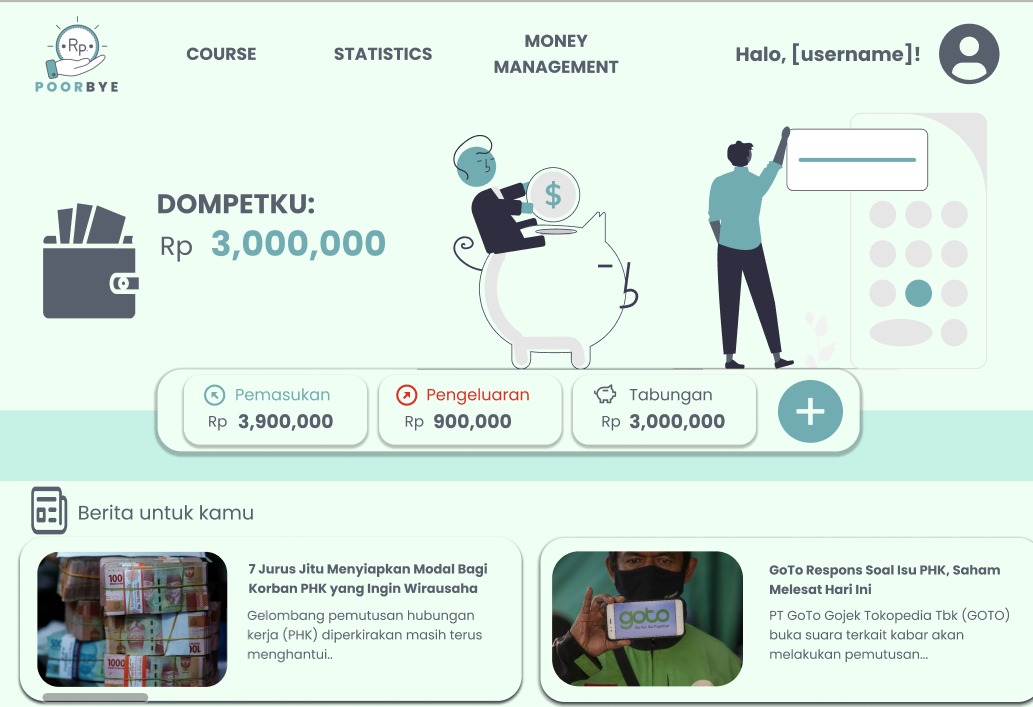 Rp.
POORBYE
COURSE
STATISTICS
MONEY
MANAGEMENT
Halo, [username]!
DOMPETKU:
Rp 3,000,000
$
Pemasukan
Rp 3,900,000
Pengeluaran
Rp 900,000
Tabungan
Rp 3,000,000
+
Berita untuk kamu
7 Jurus Jitu Menyiapkan Modal Bagi
Korban PHK yang Ingin Wirausaha
Gelombang pemutusan hubungan
kerja (PHK) diperkirakan masih terus
menghantui..
goto
GoTo Respons Soal Isu PHK, Saham
Melesat Hari Ini
PT GoTo Gojek Tokopedia Tbk (GOTO)
buka suara terkait kabar akan
melakukan pemutusan...